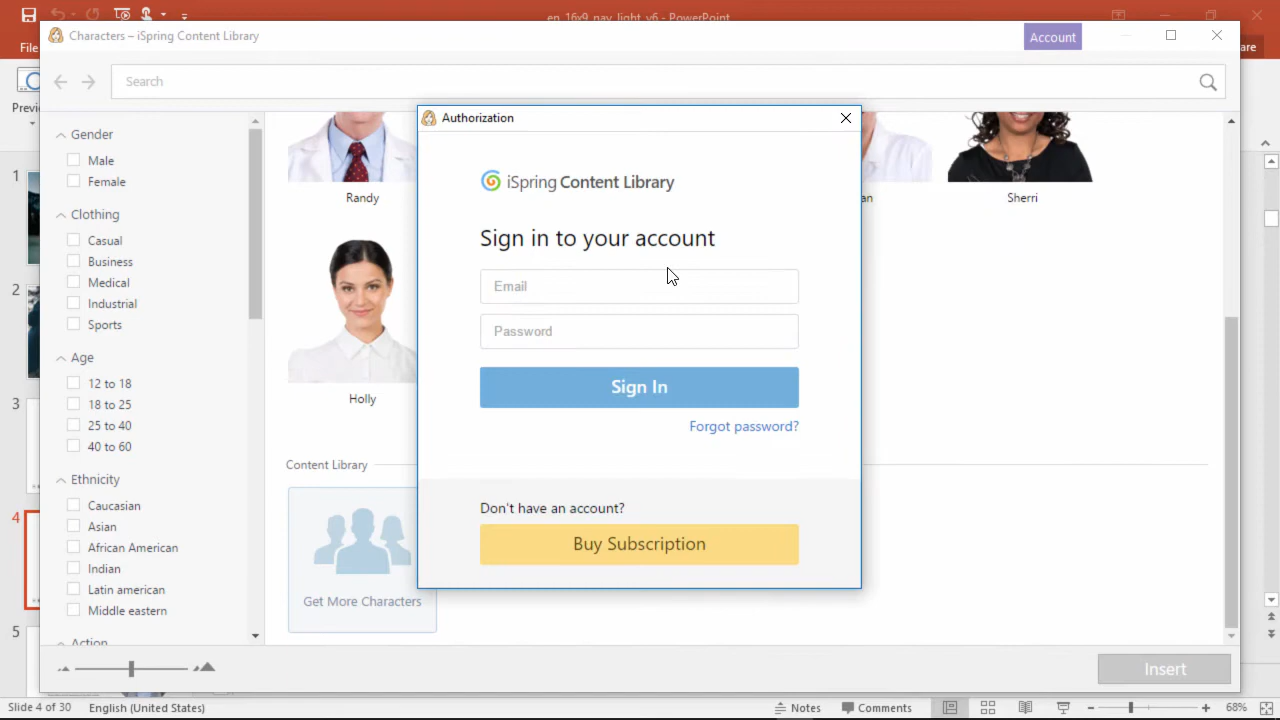 en_16x9_nav_light_v6 - PowerPoint
File
Characters – iSpring Content Library
Account
are
Search
Previ
Authorization
Gender
Male
Female
Clothing
Casual
Business
Medical
Industrial
Sports
Age
12 to 18
18 to 25
25 to 40
40 to 60
Ethnicity
Caucasian
Asian
African American
Indian
Latin american
Middle eastern
Action
Randy
an
Sherri
Holly
Content Library
Get More Characters
iSpring Content Library
Sign in to your account
Email
Password
Sign In
Forgot password?
Don't have an account?
Buy Subscription
1
2
3
4
5
Insert
Slide 4 of 30
English (United States)
Notes
Comments
68%